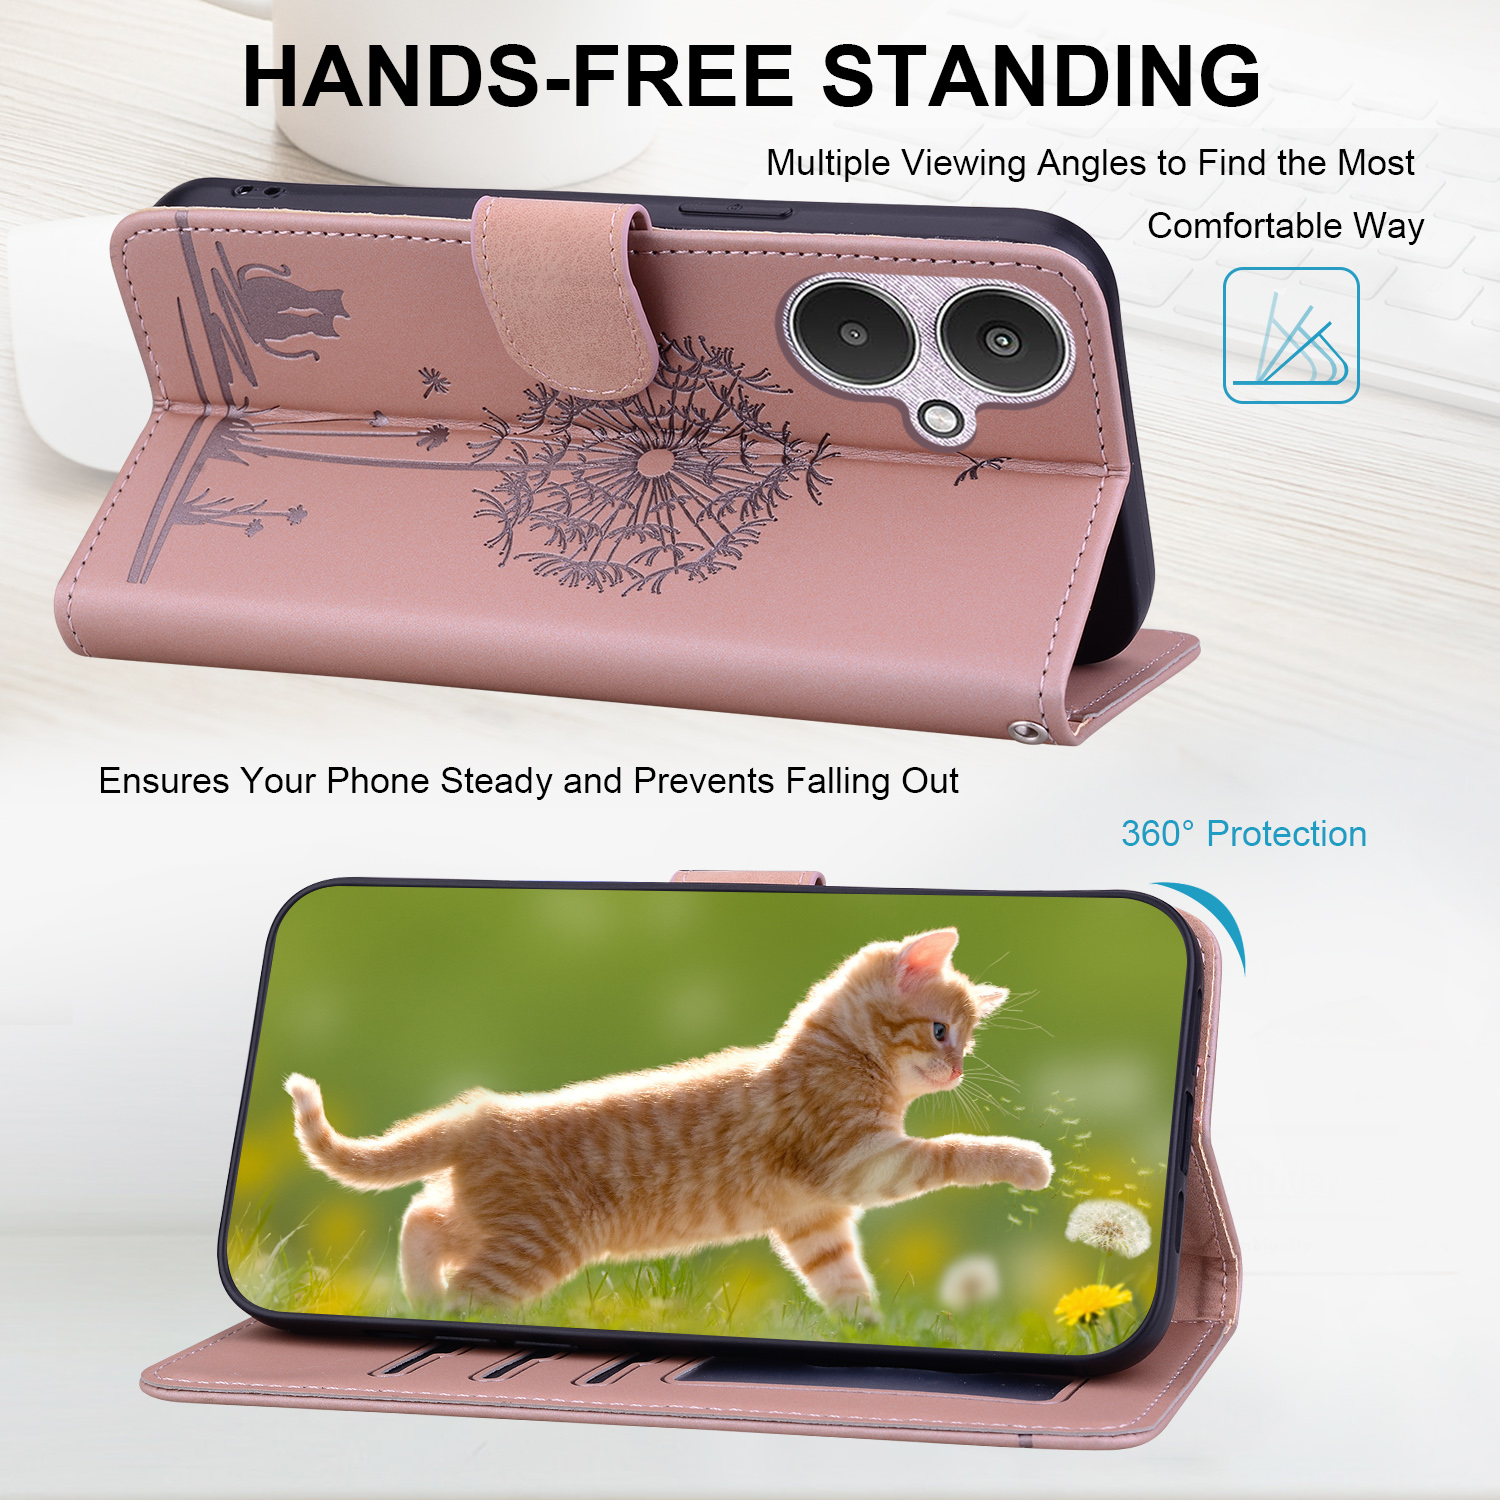 HANDS-FREE STANDING
Multiple Viewing Angles to Find the Most
Comfortable Way
Ensures Your Phone Steady and Prevents Falling Out
360° Protection